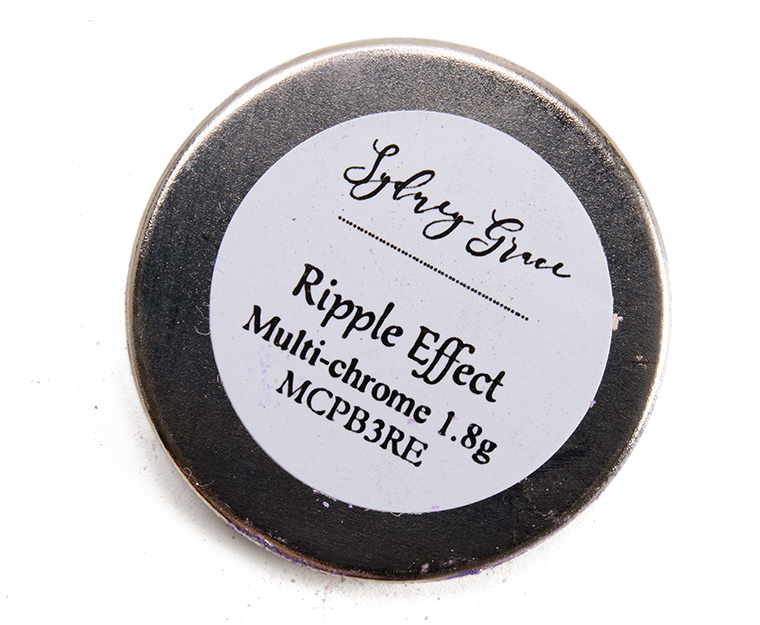 Sydney Grace
Ripple Effect
Multi-chrome 1.8g
MCPB3RE